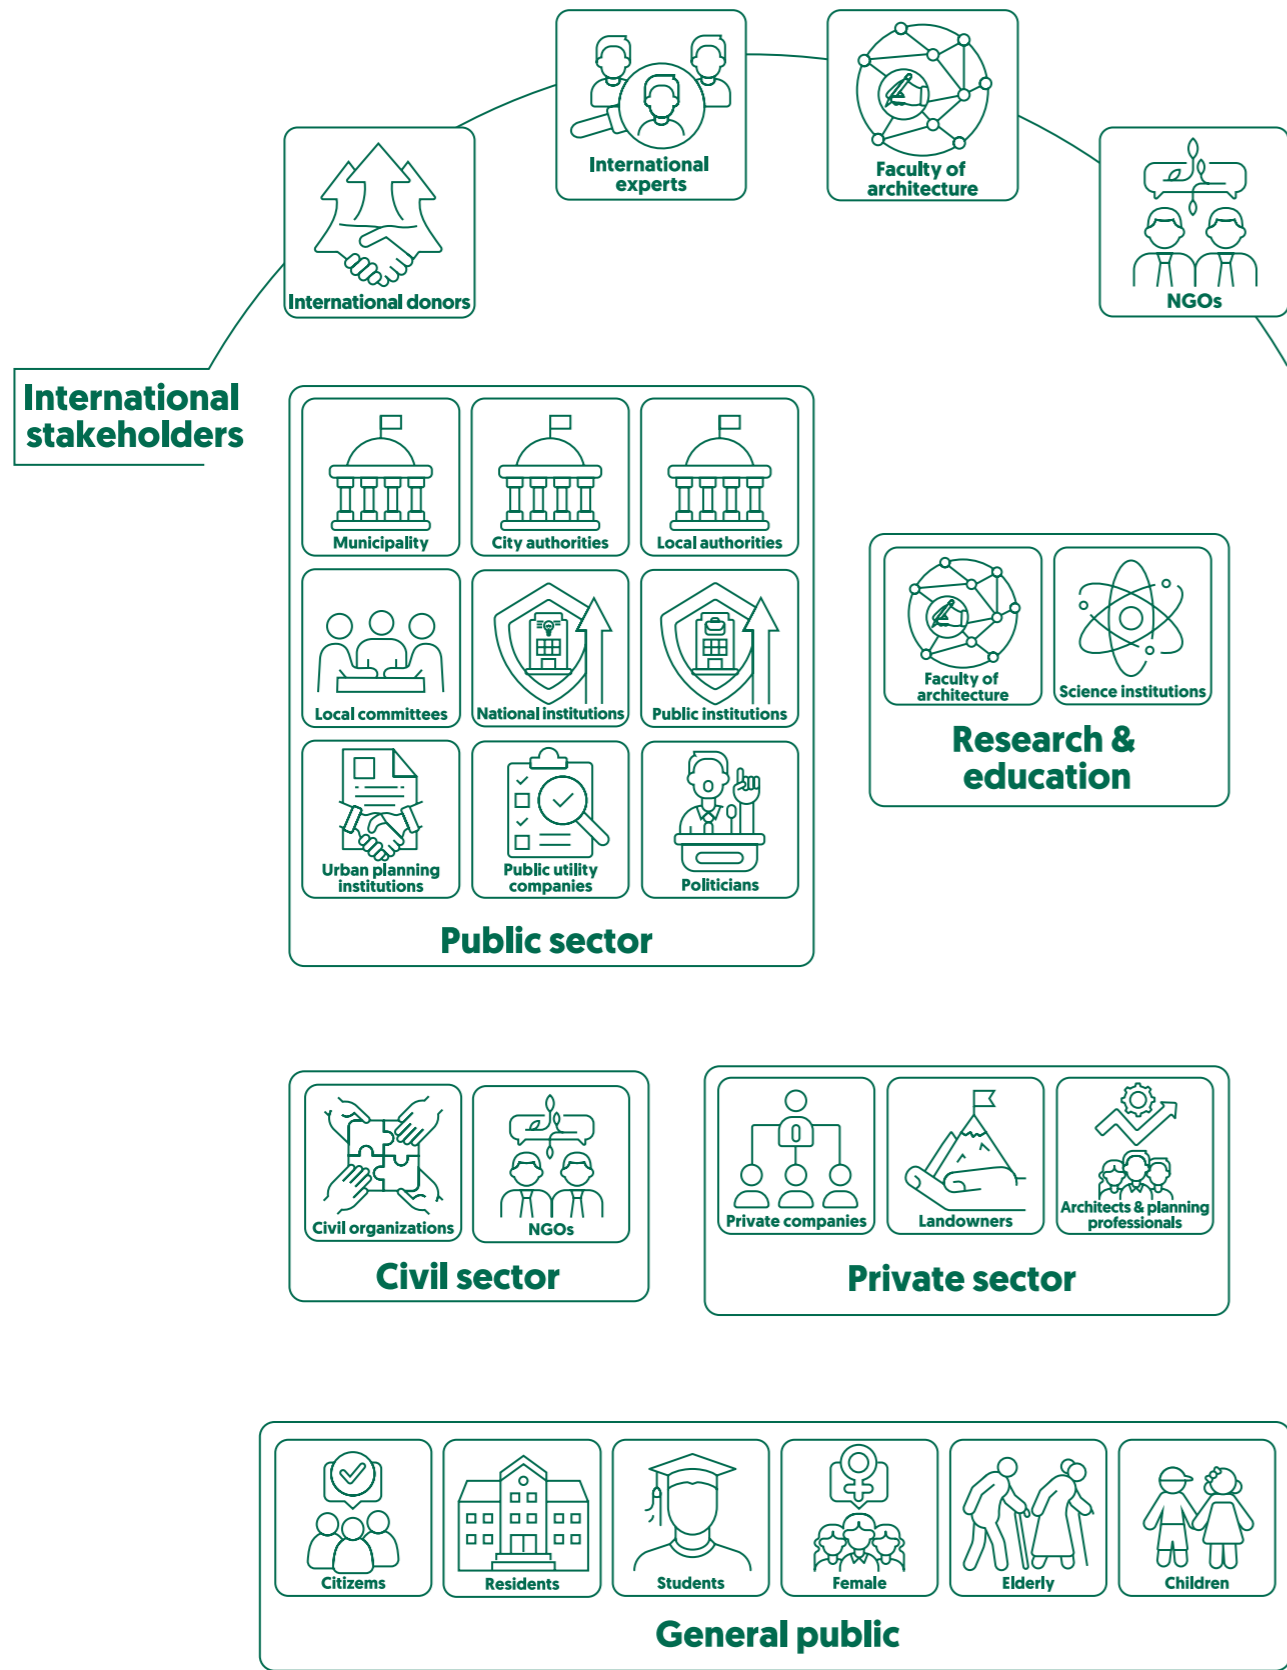 International
experts
Faculty of
architecture
International donors
NGOs
International
stakeholders
Municipality
City authorities
Local authorities
Local committees
National institutions
Public institutions
Urban planning
institutions
Public utility
companies
Politicians
Public sector
Faculty of
architecture
Science institutions
Research &
education
Civil organizations
NGOs
Civil sector
Private companies
Landowners
Architects & planning
professionals
Private sector
Citizems
Residents
Students
Female
Elderly
Children
General public